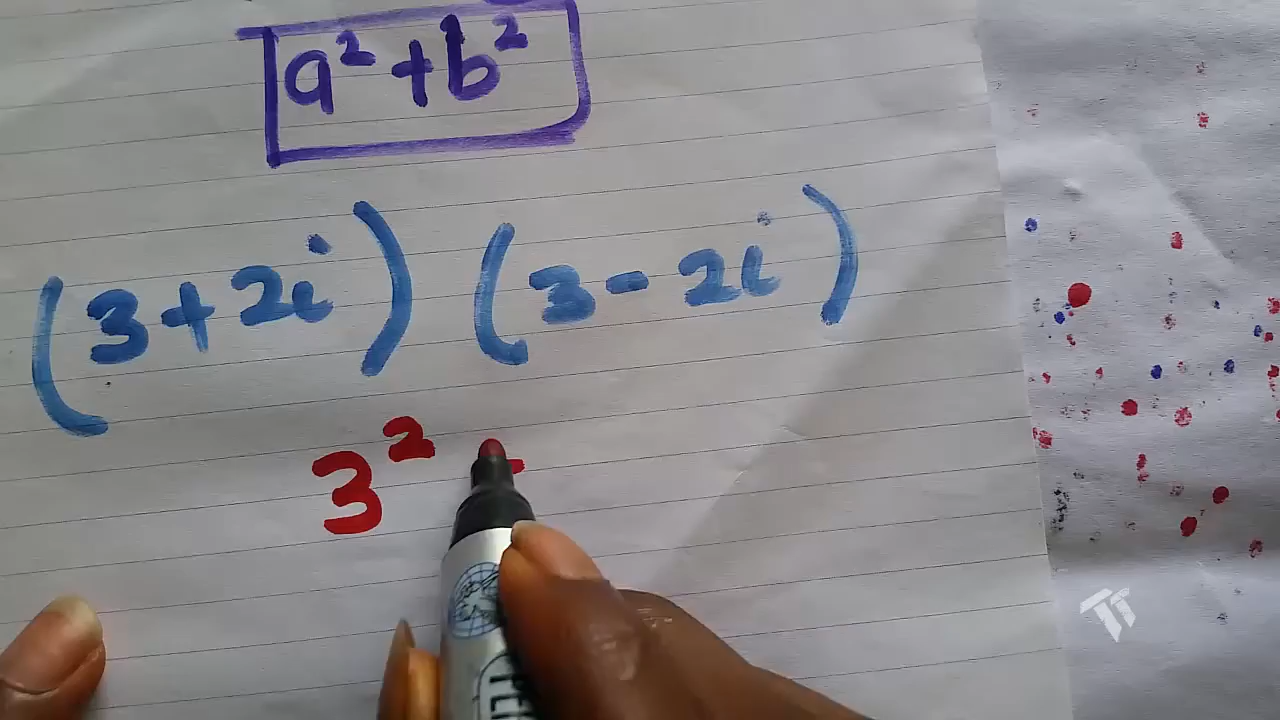 a² + b²
(3+2i) (3-2i)
3²